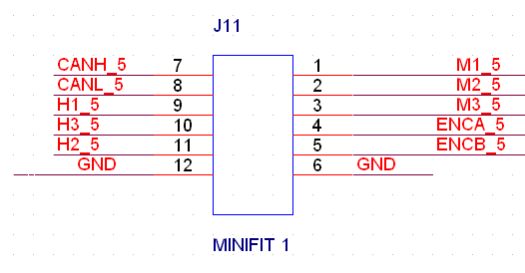 J11
CANH_5 7 1 M1_5
CANL_5 8 2 M2_5
H1_5 9 3 M3_5
H3_5 10 4 ENCA_5
H2_5 11 5 ENCB_5
GND 12 6 GND
MINIFIT 1